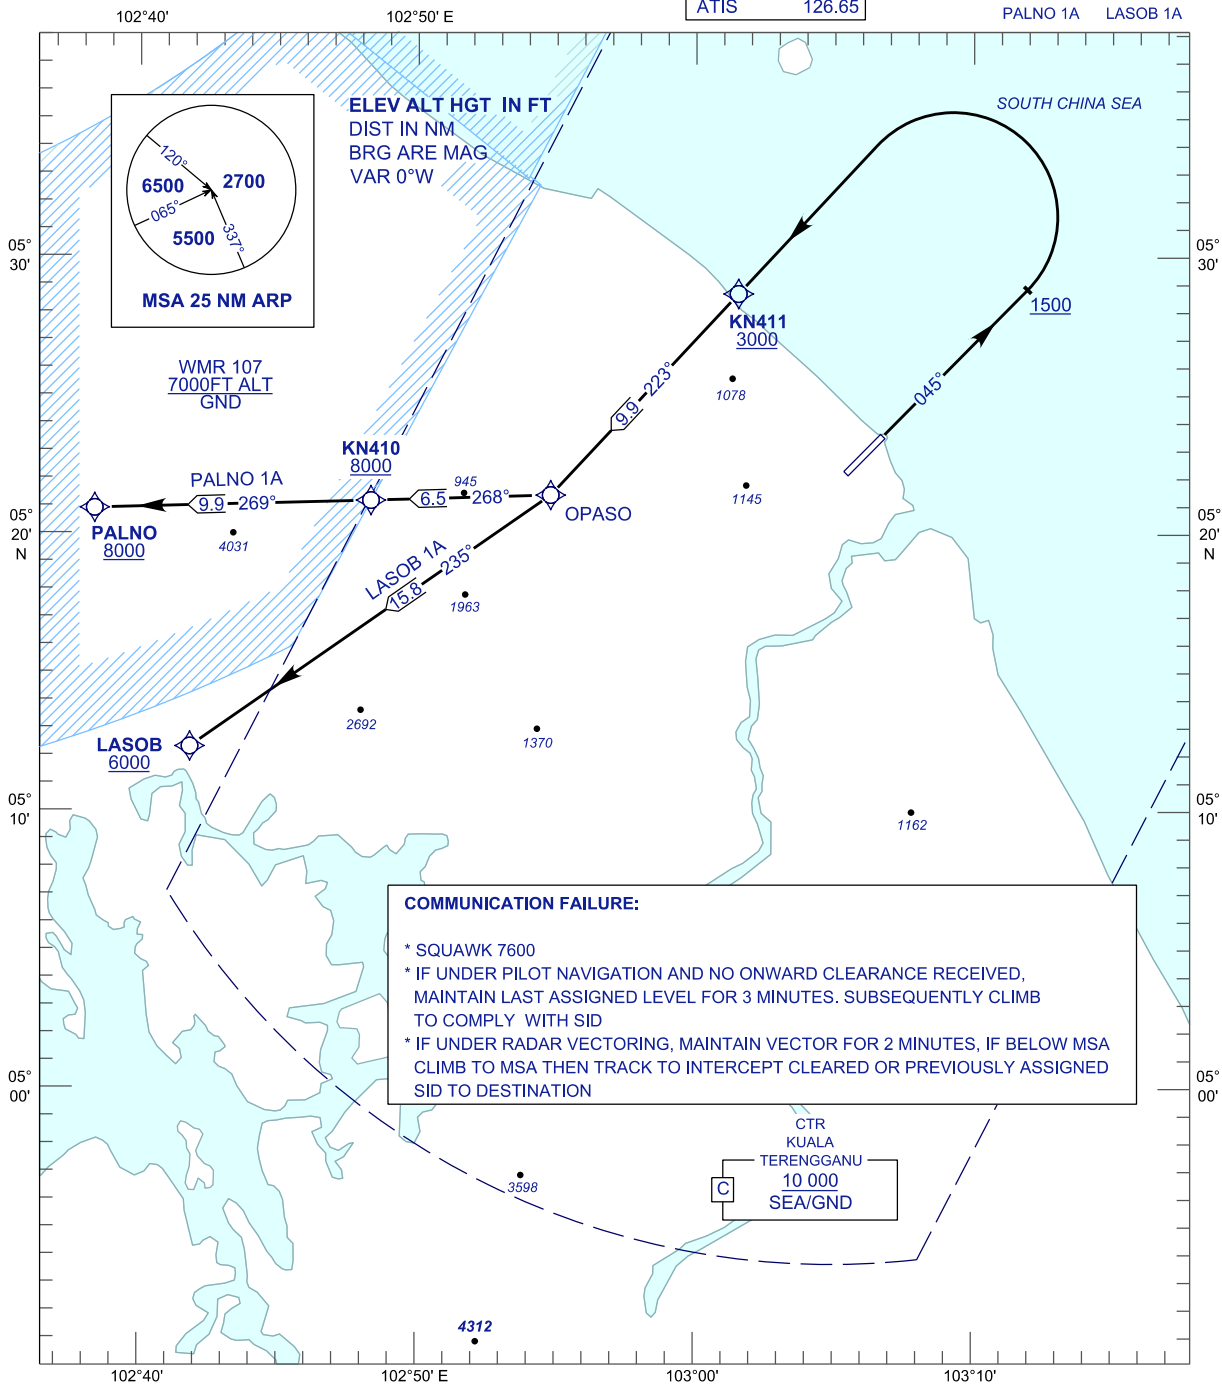 ATIS 126.65
PALNO 1A LASOB 1A
102°40'
102°50' E
SOUTH CHINA SEA
ELEV ALT HGT IN FT
DIST IN NM
BRG ARE MAG
VAR 0°W
120°
6500
2700
065°
5500
337°
MSA 25 NM ARP
05°
30'
05°
30'
1500
KN411
3000
WMR 107
7000FT ALT
GND
223°
9.9
045°
1078
KN410
8000
PALNO 1A
945
9.9 269°
6.5 268°
1145
OPASO
PALNO
8000
4031
05°
20'
N
05°
20'
N
LASOB 1A
235°
15.8
1963
2692
1370
LASOB
6000
05°
10'
05°
10'
1162
COMMUNICATION FAILURE:
* SQUAWK 7600
* IF UNDER PILOT NAVIGATION AND NO ONWARD CLEARANCE RECEIVED,
MAINTAIN LAST ASSIGNED LEVEL FOR 3 MINUTES. SUBSEQUENTLY CLIMB
TO COMPLY WITH SID
* IF UNDER RADAR VECTORING, MAINTAIN VECTOR FOR 2 MINUTES, IF BELOW MSA
CLIMB TO MSA THEN TRACK TO INTERCEPT CLEARED OR PREVIOUSLY ASSIGNED
SID TO DESTINATION
05°
00'
05°
00'
CTR
KUALA
TERENGGANU
10 000
C
SEA/GND
3598
4312
102°40'
102°50' E
103°00'
103°10'